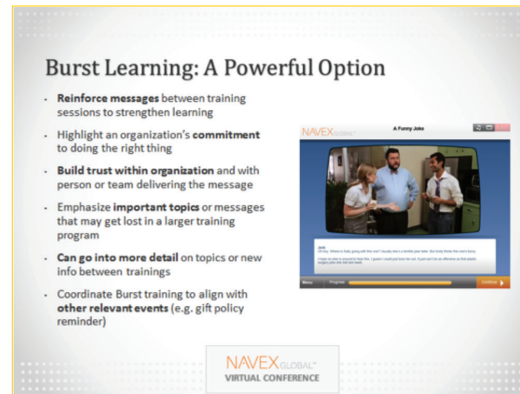 Burst Learning: A Powerful Option
• Reinforce messages between training
sessions to strengthen learning
• Highlight an organization's commitment
to doing the right thing
• Build trust within organization and with
person or team delivering the message
• Emphasize important topics or messages
that may get lost in a larger training
program
• Can go into more detail on topics or new
info between trainings
• Coordinate Burst training to align with
other relevant events (e.g. gift policy
reminder)
NAVEX GLOBAL™
A Funny Joke
Menu
Progress
NAVEX GLOBAL™
VIRTUAL CONFERENCE